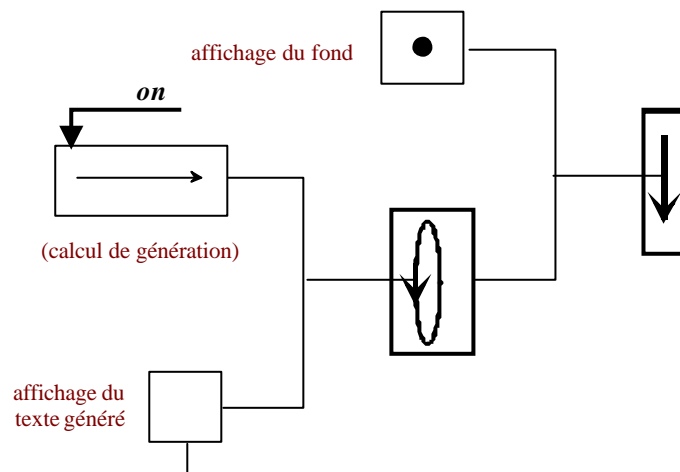 affichage du fond
on
(calcul de génération)
affichage du
texte généré